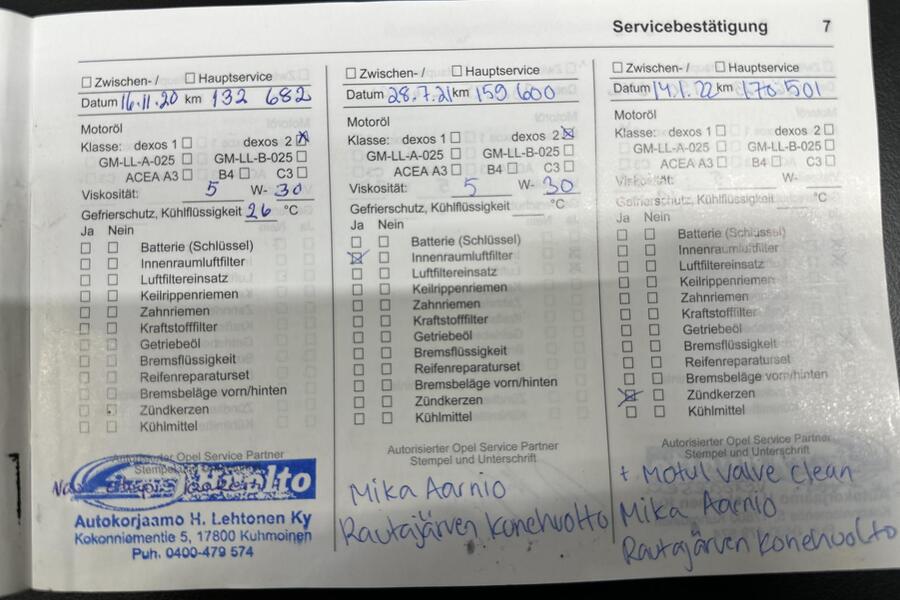 Servicebestätigung 7
☐ Zwischen- / ☐ Hauptservice
Datum 16.11.20 km 132 682
Motoröl
Klasse: dexos 1 ☐ dexos 2 ☒
GM-LL-A-025 ☐ GM-LL-B-025 ☐
ACEA A3 ☐ B4 ☐ C3 ☐
Viskosität: 5 W- 30
Gefrierschutz, Kühlflüssigkeit 26 °C
Ja Nein
☐ ☐ Batterie (Schlüssel)
☐ ☐ Innenraumluftfilter
☐ ☐ Luftfiltereinsatz
☐ ☐ Keilrippenriemen
☐ ☐ Zahnriemen
☐ ☐ Kraftstofffilter
☐ ☐ Getriebeöl
☐ ☐ Bremsflüssigkeit
☐ ☐ Reifenreparaturset
☐ ☐ Bremsbeläge vorn/hinten
☐ ☐ Zündkerzen
☐ ☐ Kühlmittel
Autorisierter Opel Service Partner
Autokorjaamo H. Lehtonen Ky
Kokonniementie 5, 17800 Kuhmoinen
Puh. 0400-479 574
☐ Zwischen- / ☐ Hauptservice
Datum 28.7.21 km 159 600
Motoröl
Klasse: dexos 1 ☐ dexos 2 ☒
GM-LL-A-025 ☐ GM-LL-B-025 ☐
ACEA A3 ☐ B4 ☐ C3 ☐
Viskosität: 5 W- 30
Gefrierschutz, Kühlflüssigkeit °C
Ja Nein
☐ ☐ Batterie (Schlüssel)
☒ ☐ Innenraumluftfilter
☐ ☐ Luftfiltereinsatz
☐ ☐ Keilrippenriemen
☐ ☐ Zahnriemen
☐ ☐ Kraftstofffilter
☐ ☐ Getriebeöl
☐ ☐ Bremsflüssigkeit
☐ ☐ Reifenreparaturset
☐ ☐ Bremsbeläge vorn/hinten
☐ ☐ Zündkerzen
☐ ☐ Kühlmittel
Autorisierter Opel Service Partner
Stempel und Unterschrift
Mika Aarnio
Rautajärven konehuolto
☐ Zwischen- / ☐ Hauptservice
Datum 14.1.22 km 170 501
Motoröl
Klasse: dexos 1 ☐ dexos 2 ☐
GM-LL-A-025 ☐ GM-LL-B-025 ☐
ACEA A3 ☐ B4 ☐ C3 ☐
Viskosität: W-
Gefrierschutz, Kühlflüssigkeit °C
Ja Nein
☐ ☐ Batterie (Schlüssel)
☐ ☐ Innenraumluftfilter
☐ ☐ Luftfiltereinsatz
☐ ☐ Keilrippenriemen
☐ ☐ Zahnriemen
☐ ☐ Kraftstofffilter
☐ ☐ Getriebeöl
☐ ☐ Bremsflüssigkeit
☐ ☐ Reifenreparaturset
☐ ☐ Bremsbeläge vorn/hinten
☒ ☐ Zündkerzen
☐ ☐ Kühlmittel
Autorisierter Opel Service Partner
Stempel und Unterschrift
+ Motul valve clean
Mika Aarnio
Rautajärven konehuolto